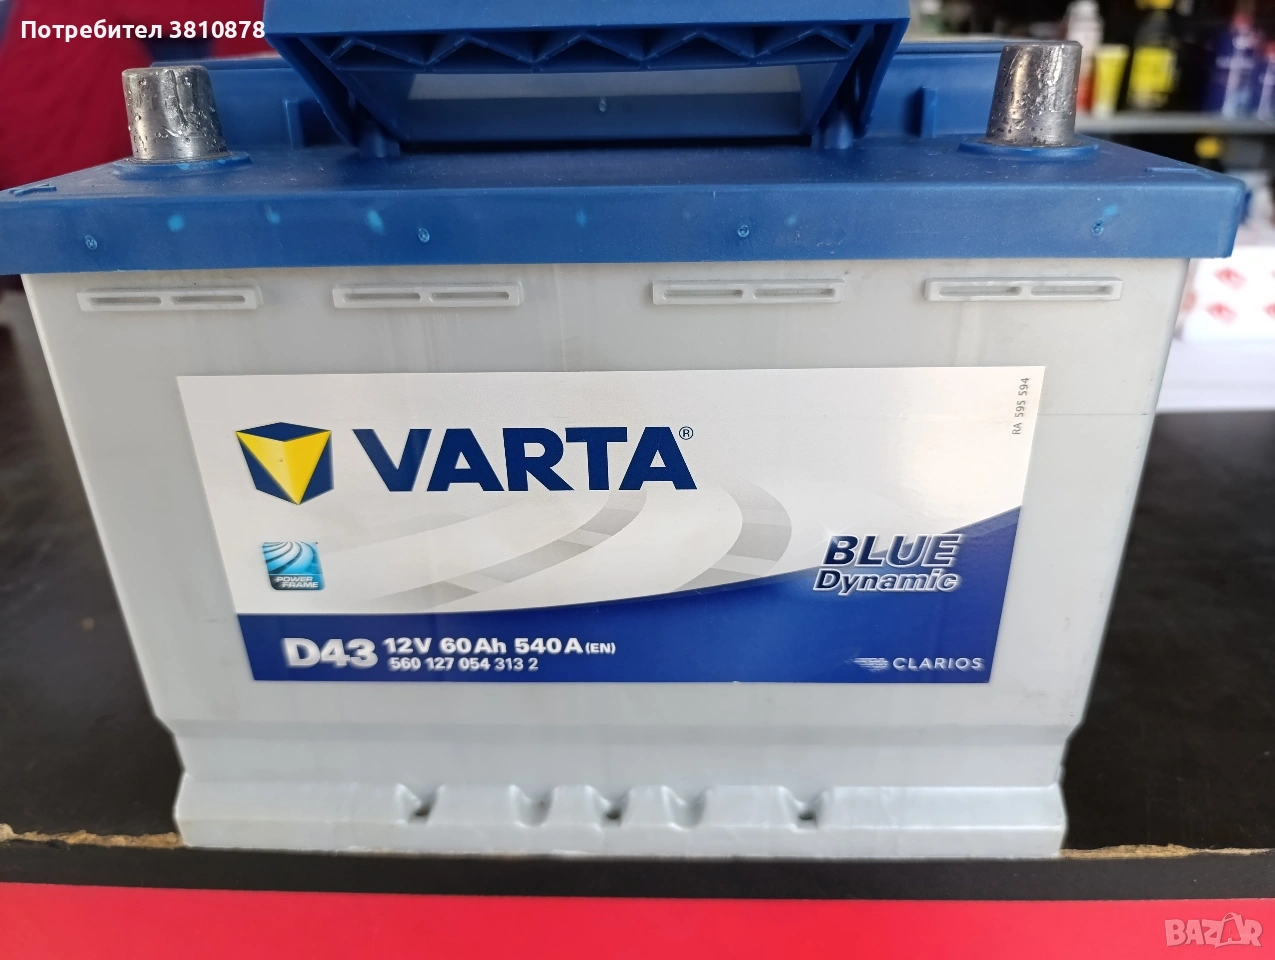 Потребител 3810878
RA 595 594
VARTA®
BLUE
Dynamic
POWER
FRAME
D43 12V 60Ah 540A (EN)
560 127 054 313 2
CLARIOS
BAZAR